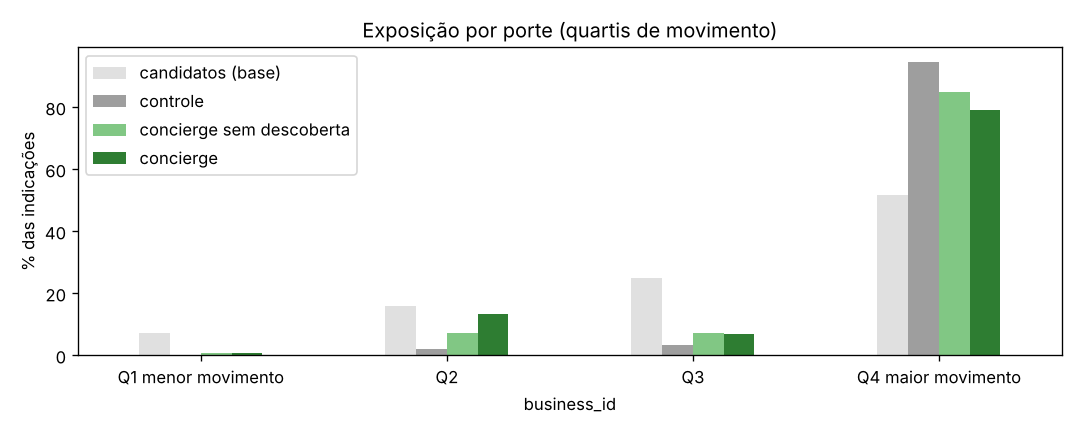 Exposição por porte (quartis de movimento)
candidatos (base)
controle
concierge sem descoberta
concierge
% das indicações
80
60
40
20
0
Q1 menor movimento
Q2
Q3
Q4 maior movimento
business_id